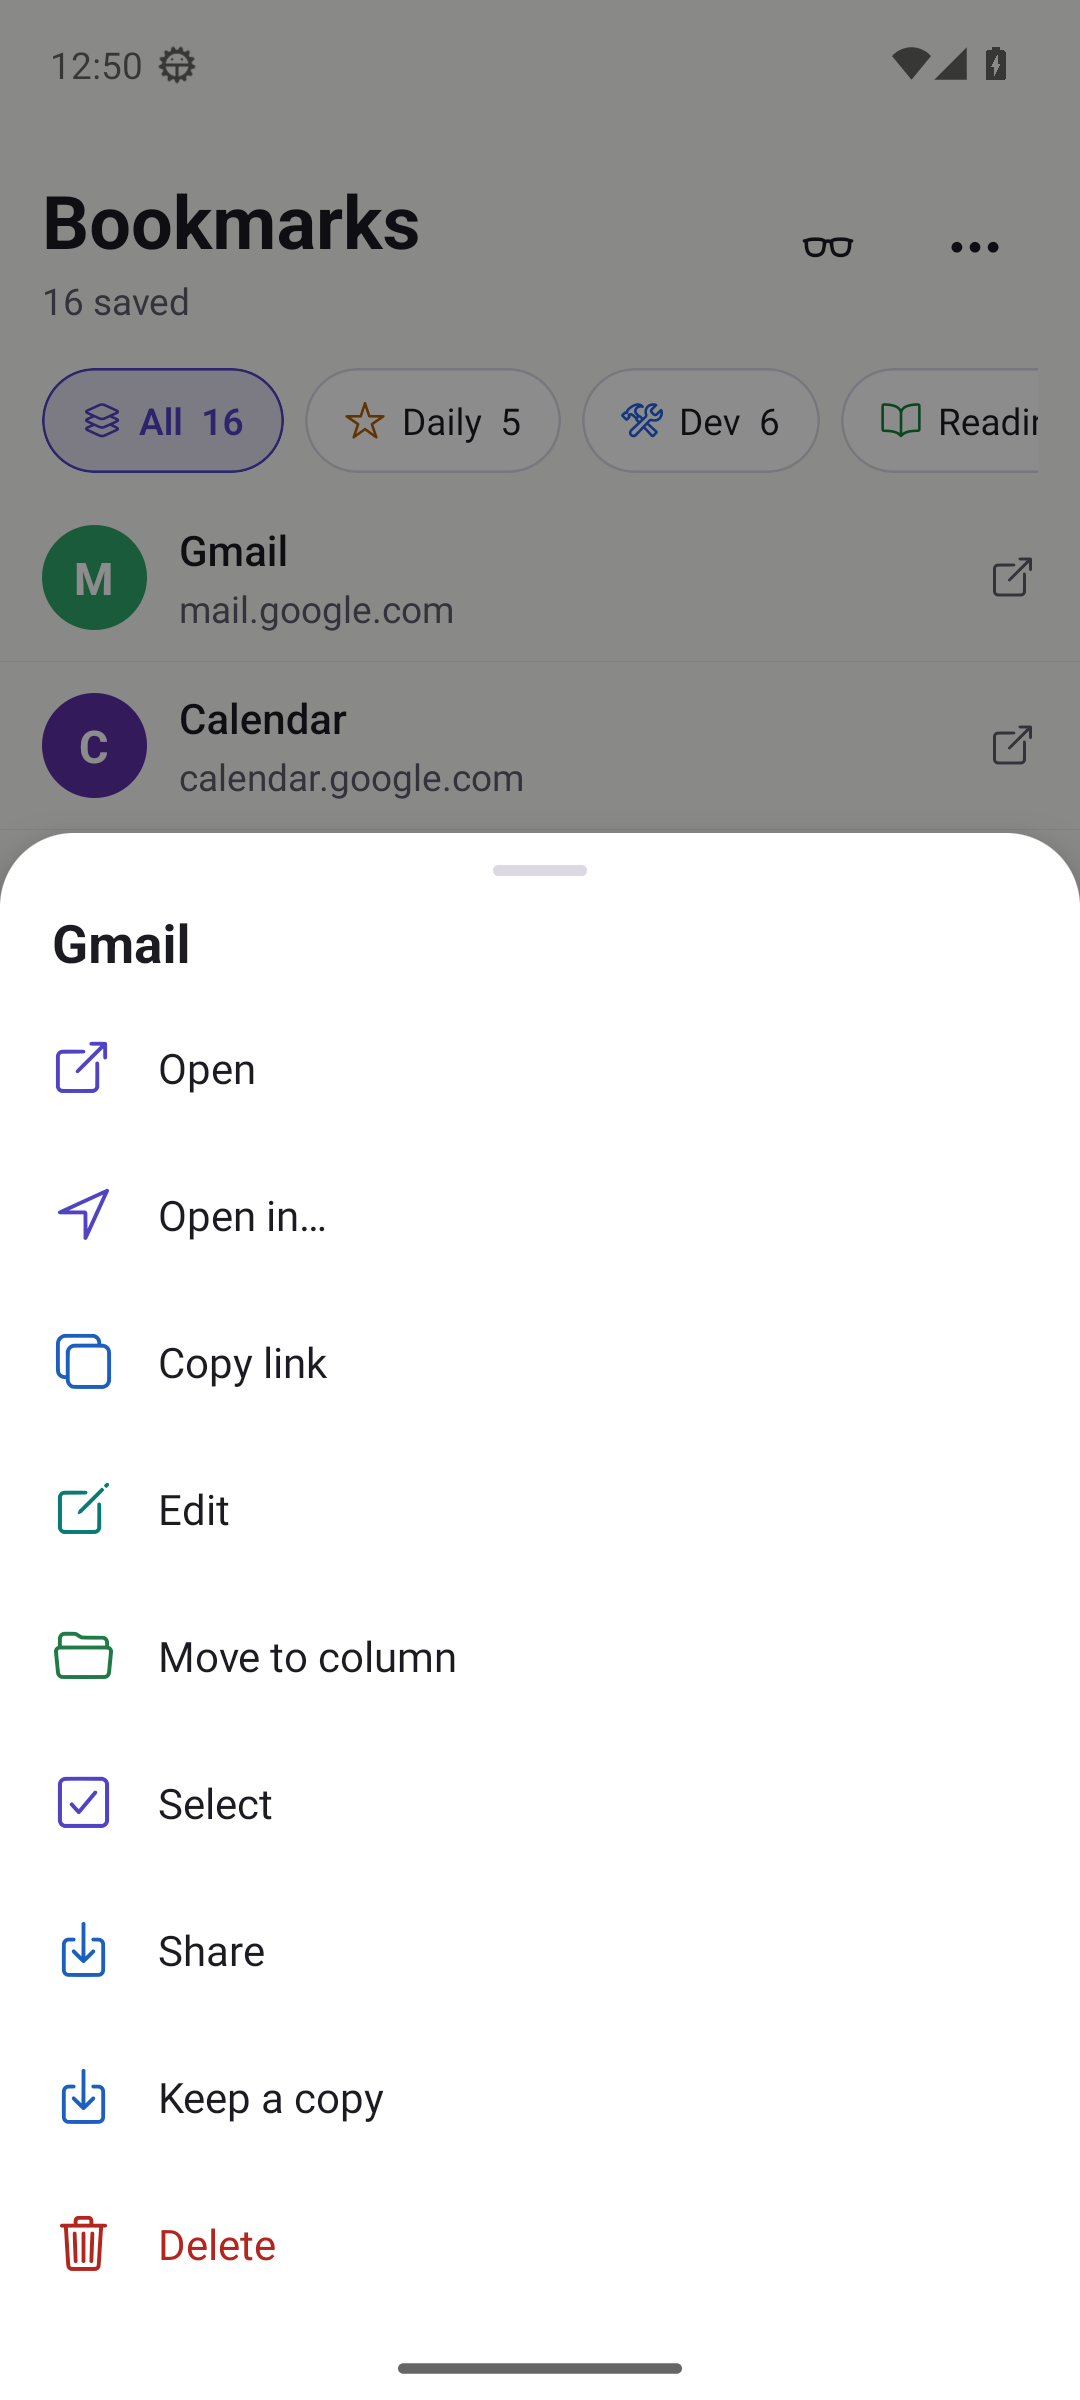 12:50
Bookmarks
16 saved
All 16
Daily 5
Dev 6
Readin
M
Gmail
mail.google.com
C
Calendar
calendar.google.com
Gmail
Open
Open in...
Copy link
Edit
Move to column
Select
Share
Keep a copy
Delete